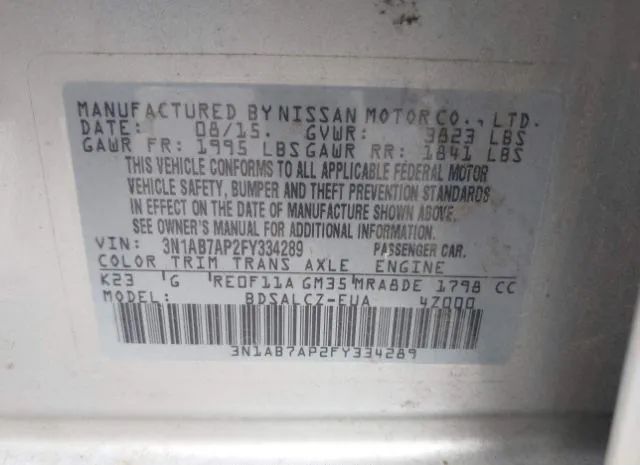 MANUFACTURED BY NISSAN MOTOR CO., LTD.
DATE: 08/15. GVWR: 3823 LBS
GAWR FR: 1995 LBS GAWR RR: 1841 LBS
THIS VEHICLE CONFORMS TO ALL APPLICABLE FEDERAL MOTOR
VEHICLE SAFETY, BUMPER AND THEFT PREVENTION STANDARDS
IN EFFECT ON THE DATE OF MANUFACTURE SHOWN ABOVE.
SEE OWNER'S MANUAL FOR ADDITIONAL INFORMATION.
VIN: 3N1AB7AP2FY334289 PASSENGER CAR.
COLOR TRIM TRANS AXLE ENGINE
K23 'G 'RE0F11A GM35'MRA8DE 1798 CC
MODEL: BDSALCZ-EUA 4Z000
3N1AB7AP2FY334289